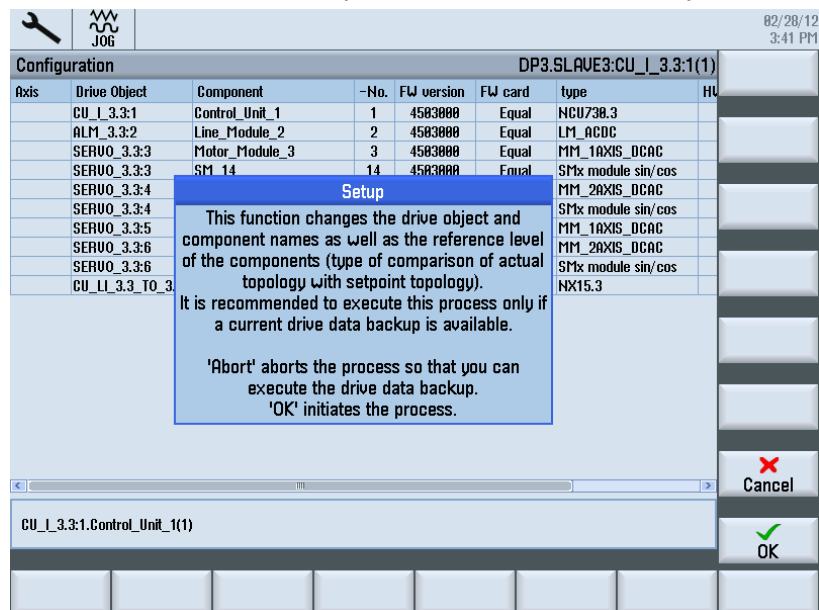 JOG
02/28/12
3:41 PM
Configuration DP3.SLAVE3:CU_I_3.3:1(1)
Axis Drive Object Component -No. FW version FW card type
CU_I_3.3:1 Control_Unit_1 1 4503000 Equal NCU730.3
ALM_3.3:2 Line_Module_2 2 4503000 Equal LM_ACDC
SERVO_3.3:3 Motor_Module_3 3 4503000 Equal MM_1AXIS_DCAC
SERVO_3.3:3 SM_14 14 4503000 Equal SMx module sin/cos
SERVO_3.3:4 MM_2AXIS_DCAC
SERVO_3.3:4 SMx module sin/cos
SERVO_3.3:5 MM_1AXIS_DCAC
SERVO_3.3:6 MM_2AXIS_DCAC
SERVO_3.3:6 SMx module sin/cos
CU_LI_3.3_TO_3. NX15.3
Setup
This function changes the drive object and
component names as well as the reference level
of the components (type of comparison of actual
topology with setpoint topology).
It is recommended to execute this process only if
a current drive data backup is available.
'Abort' aborts the process so that you can
execute the drive data backup.
'OK' initiates the process.
Cancel
CU_I_3.3:1.Control_Unit_1(1)
OK